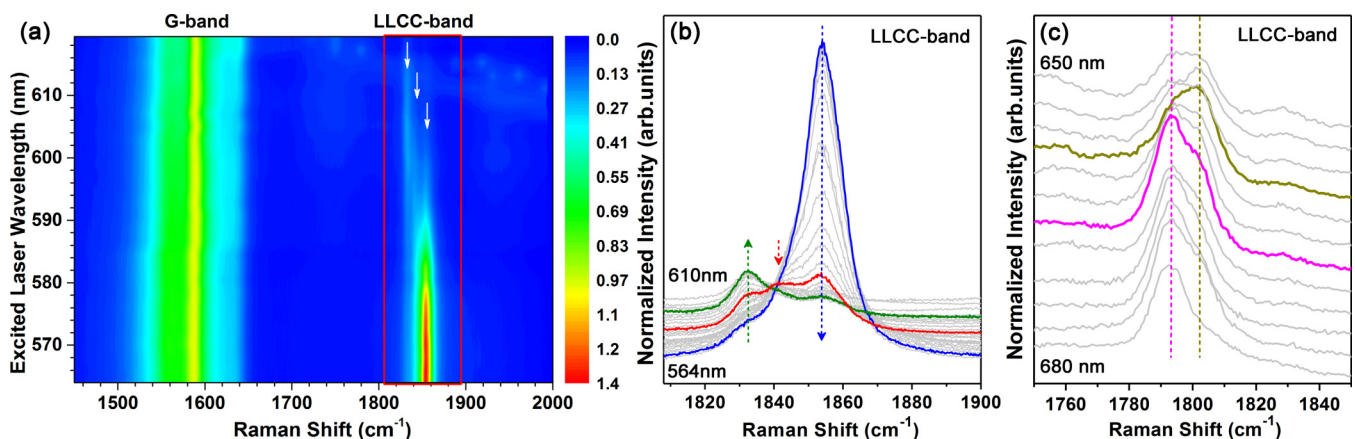 (a)
G-band
LLCC-band
Excited Laser Wavelength (nm)
610
600
590
580
570
1500
1600
1700
1800
1900
2000
Raman Shift (cm⁻¹)
0.0
0.13
0.27
0.41
0.55
0.69
0.83
0.97
1.1
1.2
1.4
(b)
LLCC-band
Normalized Intensity (arb.units)
610nm
564nm
1820
1840
1860
1880
1900
Raman Shift (cm⁻¹)
(c)
LLCC-band
Normalized Intensity (arb.units)
650 nm
680 nm
1760
1780
1800
1820
1840
Raman Shift (cm⁻¹)